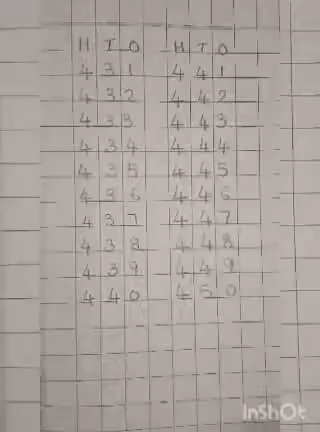 H T O H T O
4 3 1 4 4 1
4 3 2 4 4 2
4 3 3 4 4 3
4 3 4 4 4 4
4 3 5 4 4 5
4 3 6 4 4 6
4 3 7 4 4 7
4 3 8 4 4 8
4 3 9 4 4 9
4 4 0 4 5 0
InShOt